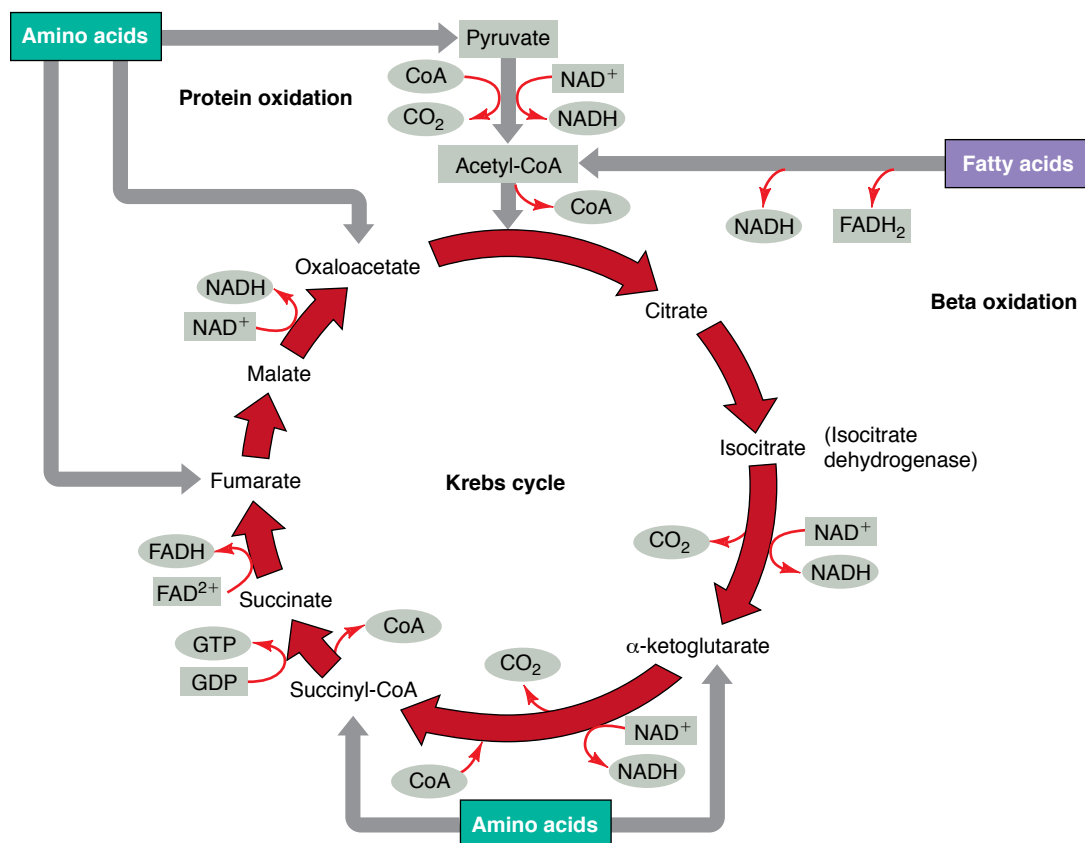 Amino acids
Pyruvate
CoA
NAD⁺
Protein oxidation
CO₂
NADH
Acetyl-CoA
Fatty acids
CoA
NADH
FADH₂
Oxaloacetate
NADH
Citrate
Beta oxidation
NAD⁺
Malate
Isocitrate
(Isocitrate
dehydrogenase)
Fumarate
Krebs cycle
CO₂
NAD⁺
NADH
FADH
FAD²⁺
Succinate
CoA
GTP
α-ketoglutarate
CO₂
GDP
Succinyl-CoA
NAD⁺
CoA
NADH
Amino acids